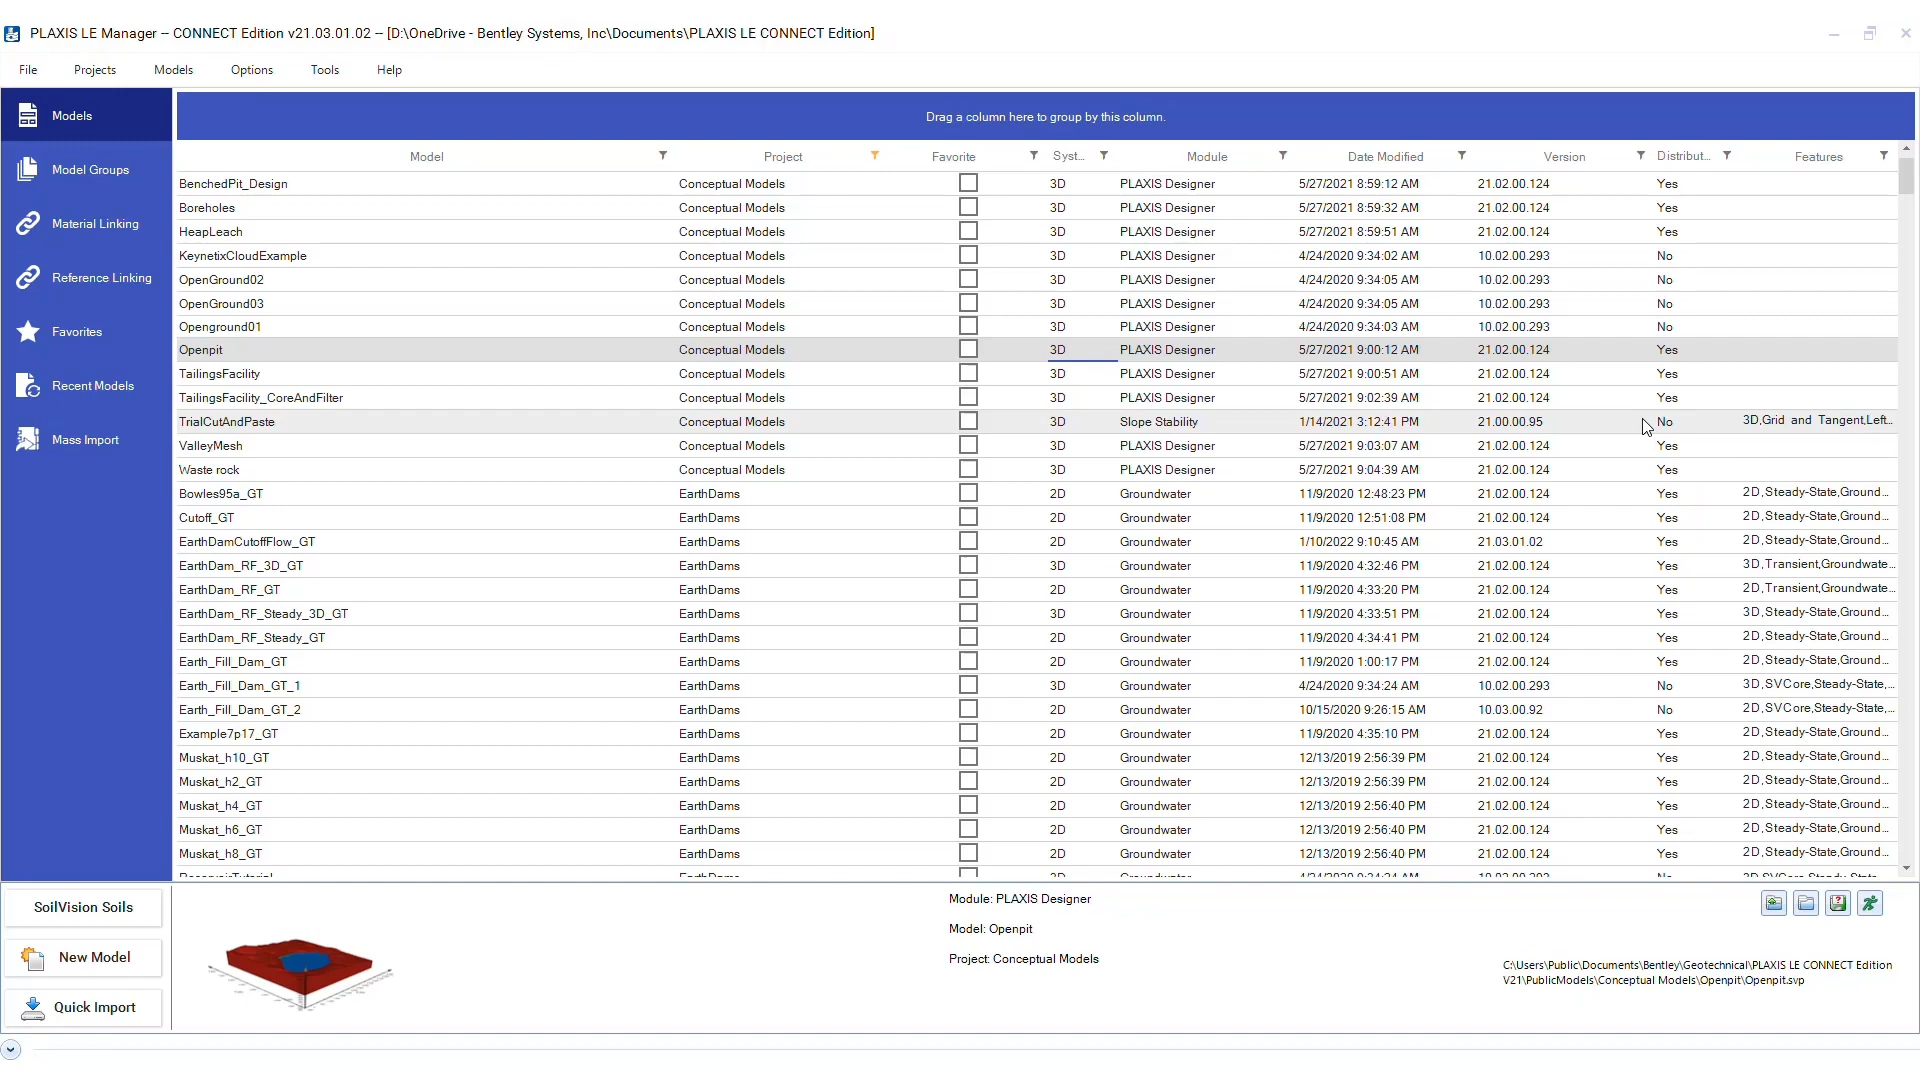 PLAXIS LE Manager -- CONNECT Edition v21.03.01.02 -- [D:\OneDrive - Bentley Systems, Inc\Documents\PLAXIS LE CONNECT Edition]
File Projects Models Options Tools Help
Models
Model Groups
Material Linking
Reference Linking
Favorites
Recent Models
Mass Import
Drag a column here to group by this column.
Model Project Favorite Syst... Module Date Modified Version Distribut... Features
BenchedPit_Design Conceptual Models 3D PLAXIS Designer 5/27/2021 8:59:12 AM 21.02.00.124 Yes
Boreholes Conceptual Models 3D PLAXIS Designer 5/27/2021 8:59:32 AM 21.02.00.124 Yes
HeapLeach Conceptual Models 3D PLAXIS Designer 5/27/2021 8:59:51 AM 21.02.00.124 Yes
KeynetixCloudExample Conceptual Models 3D PLAXIS Designer 4/24/2020 9:34:02 AM 10.02.00.293 No
OpenGround02 Conceptual Models 3D PLAXIS Designer 4/24/2020 9:34:05 AM 10.02.00.293 No
OpenGround03 Conceptual Models 3D PLAXIS Designer 4/24/2020 9:34:05 AM 10.02.00.293 No
Openground01 Conceptual Models 3D PLAXIS Designer 4/24/2020 9:34:03 AM 10.02.00.293 No
Openpit Conceptual Models 3D PLAXIS Designer 5/27/2021 9:00:12 AM 21.02.00.124 Yes
TailingsFacility Conceptual Models 3D PLAXIS Designer 5/27/2021 9:00:51 AM 21.02.00.124 Yes
TailingsFacility_CoreAndFilter Conceptual Models 3D PLAXIS Designer 5/27/2021 9:02:39 AM 21.02.00.124 Yes
TrialCutAndPaste Conceptual Models 3D Slope Stability 1/14/2021 3:12:41 PM 21.00.00.95 No 3D,Grid and Tangent,Left...
ValleyMesh Conceptual Models 3D PLAXIS Designer 5/27/2021 9:03:07 AM 21.02.00.124 Yes
Waste rock Conceptual Models 3D PLAXIS Designer 5/27/2021 9:04:39 AM 21.02.00.124 Yes
Bowles95a_GT EarthDams 2D Groundwater 11/9/2020 12:48:23 PM 21.02.00.124 Yes 2D,Steady-State,Ground...
Cutoff_GT EarthDams 2D Groundwater 11/9/2020 12:51:08 PM 21.02.00.124 Yes 2D,Steady-State,Ground...
EarthDamCutoffFlow_GT EarthDams 2D Groundwater 1/10/2022 9:10:45 AM 21.03.01.02 Yes 2D,Steady-State,Ground...
EarthDam_RF_3D_GT EarthDams 3D Groundwater 11/9/2020 4:32:46 PM 21.02.00.124 Yes 3D,Transient,Groundwate...
EarthDam_RF_GT EarthDams 2D Groundwater 11/9/2020 4:33:20 PM 21.02.00.124 Yes 2D,Transient,Groundwate...
EarthDam_RF_Steady_3D_GT EarthDams 3D Groundwater 11/9/2020 4:33:51 PM 21.02.00.124 Yes 3D,Steady-State,Ground...
EarthDam_RF_Steady_GT EarthDams 2D Groundwater 11/9/2020 4:34:41 PM 21.02.00.124 Yes 2D,Steady-State,Ground...
Earth_Fill_Dam_GT EarthDams 2D Groundwater 11/9/2020 1:00:17 PM 21.02.00.124 Yes 2D,Steady-State,Ground...
Earth_Fill_Dam_GT_1 EarthDams 3D Groundwater 4/24/2020 9:34:24 AM 10.02.00.293 No 3D,SVCore,Steady-State,...
Earth_Fill_Dam_GT_2 EarthDams 2D Groundwater 10/15/2020 9:26:15 AM 10.03.00.92 No 2D,SVCore,Steady-State,...
Example7p17_GT EarthDams 2D Groundwater 11/9/2020 4:35:10 PM 21.02.00.124 Yes 2D,Steady-State,Ground...
Muskat_h10_GT EarthDams 2D Groundwater 12/13/2019 2:56:39 PM 21.02.00.124 Yes 2D,Steady-State,Ground...
Muskat_h2_GT EarthDams 2D Groundwater 12/13/2019 2:56:39 PM 21.02.00.124 Yes 2D,Steady-State,Ground...
Muskat_h4_GT EarthDams 2D Groundwater 12/13/2019 2:56:40 PM 21.02.00.124 Yes 2D,Steady-State,Ground...
Muskat_h6_GT EarthDams 2D Groundwater 12/13/2019 2:56:40 PM 21.02.00.124 Yes 2D,Steady-State,Ground...
Muskat_h8_GT EarthDams 2D Groundwater 12/13/2019 2:56:40 PM 21.02.00.124 Yes 2D,Steady-State,Ground...
SoilVision Soils
New Model
Quick Import
Module: PLAXIS Designer
Model: Openpit
Project: Conceptual Models
C:\Users\Public\Documents\Bentley\Geotechnical\PLAXIS LE CONNECT Edition
V21\PublicModels\Conceptual Models\Openpit\Openpit.svp